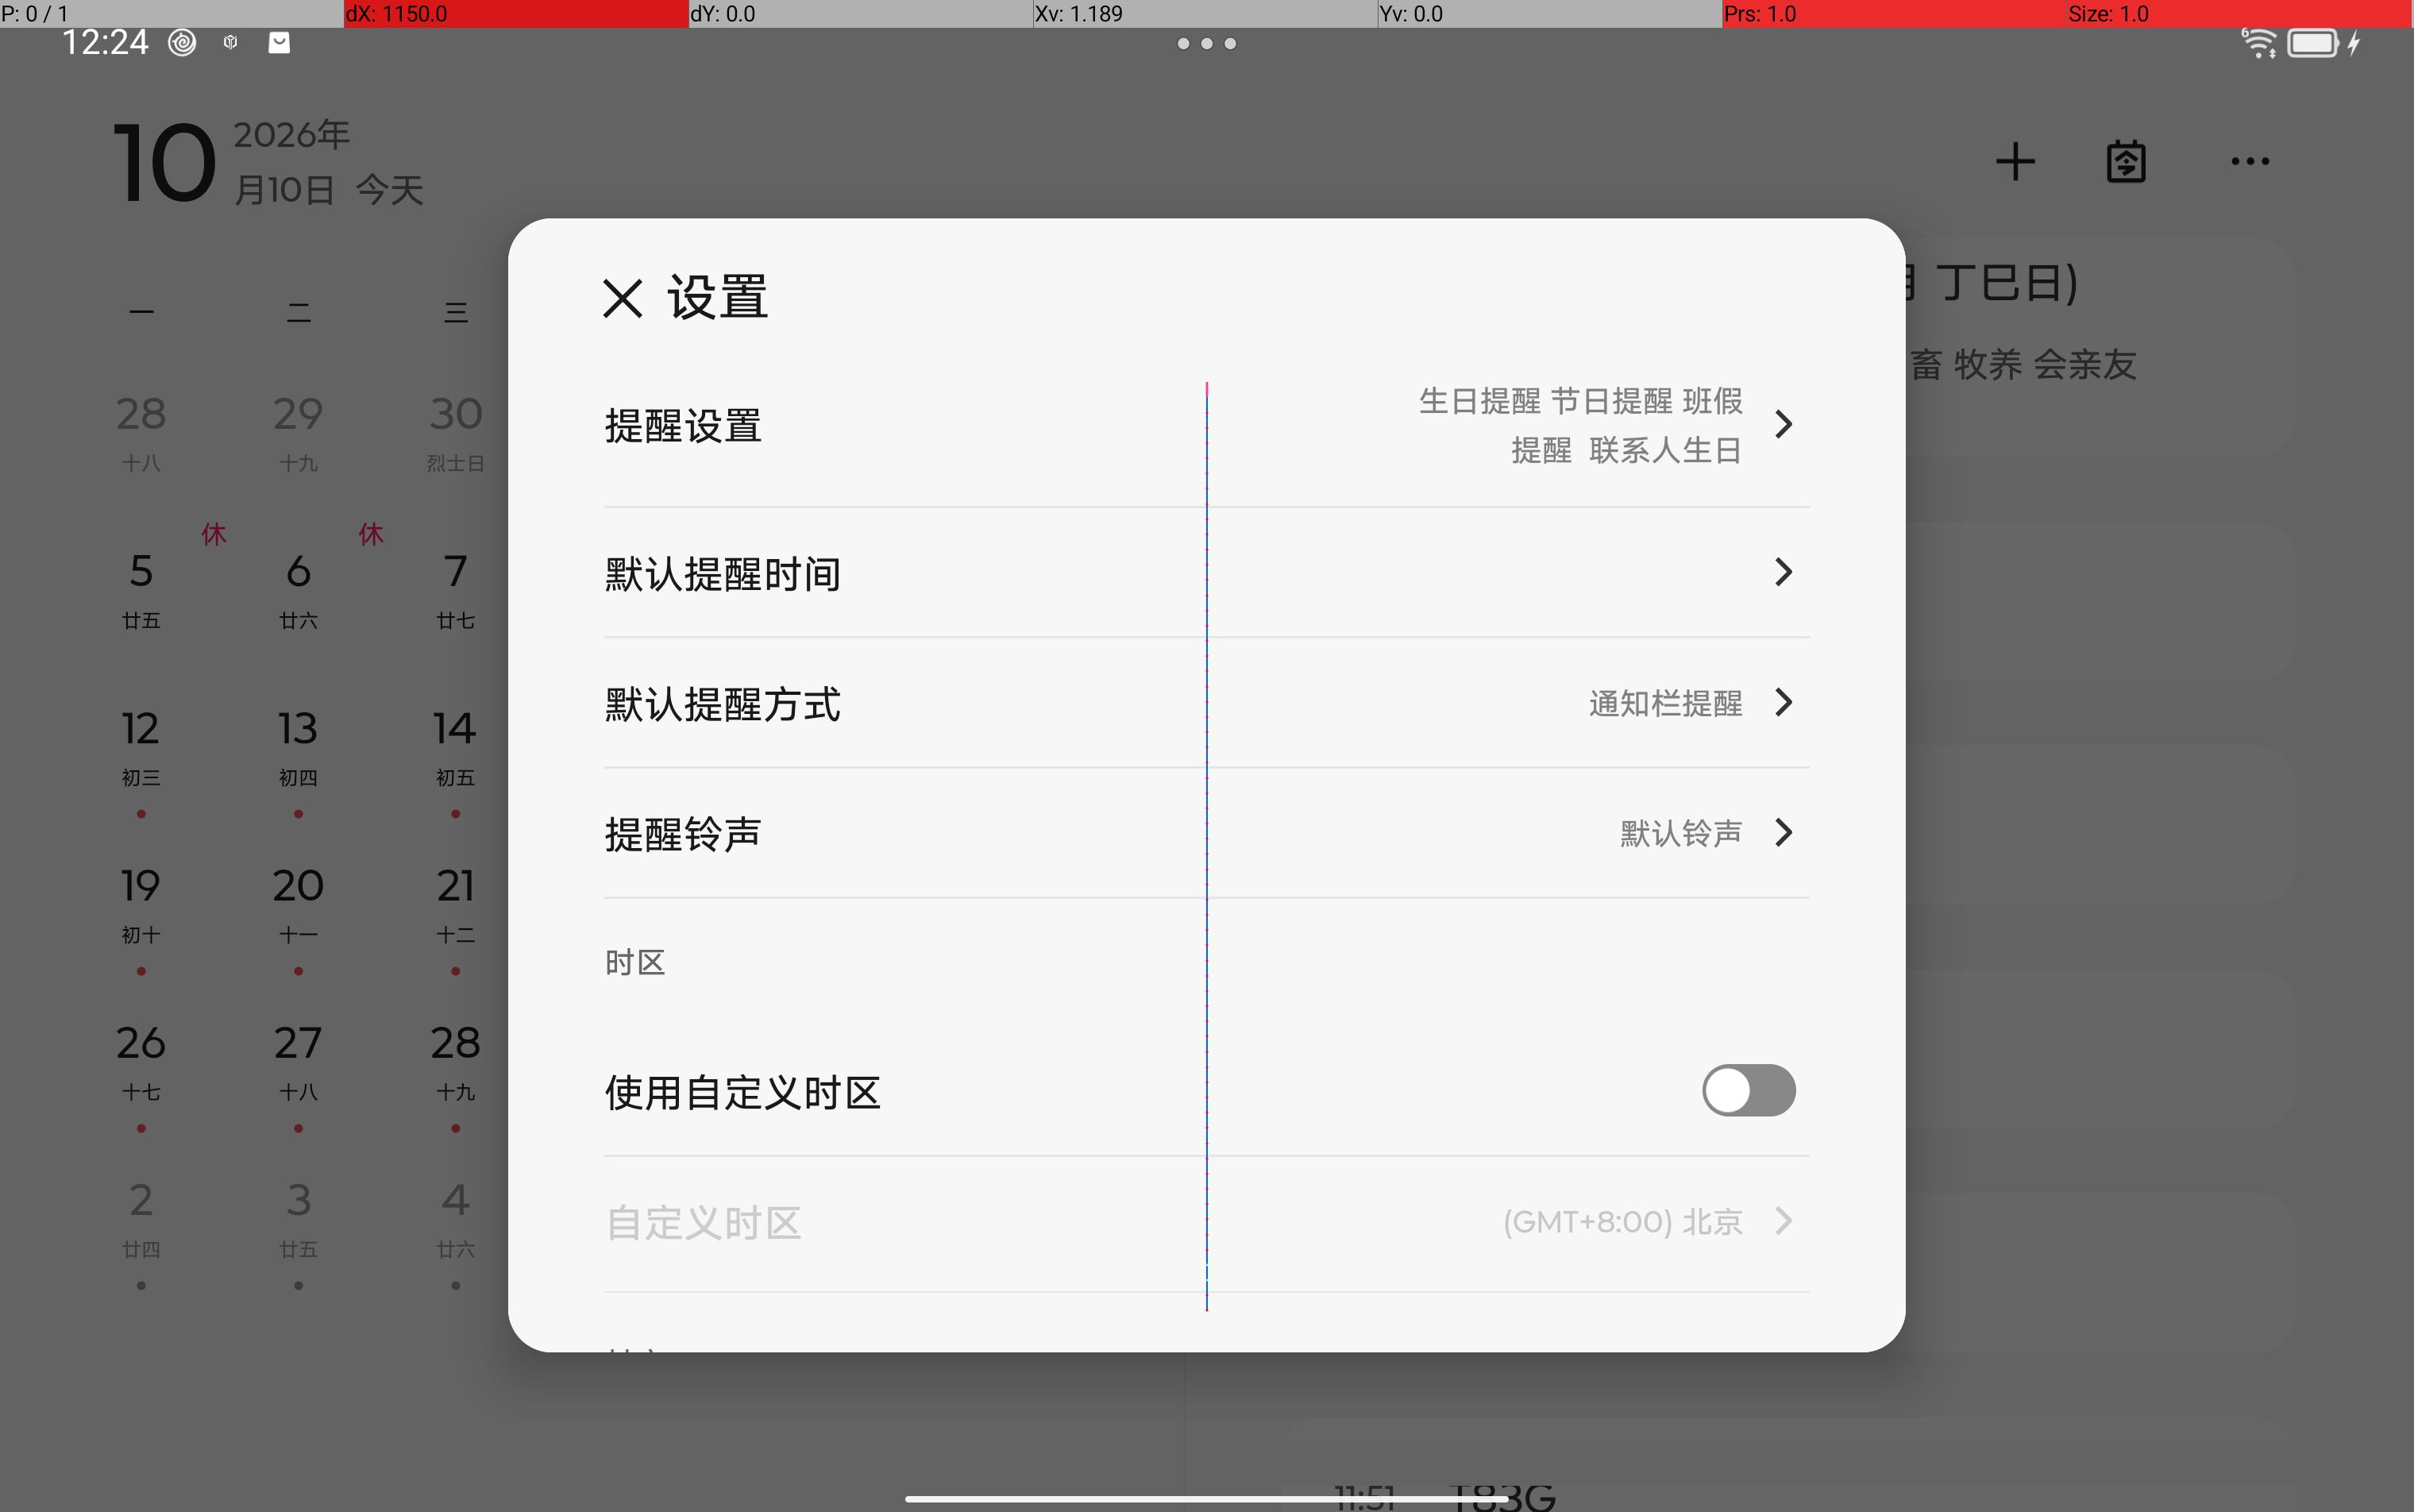 P: 0 / 1 dX: 1150.0 dY: 0.0 Xv: 1.189 Yv: 0.0 Prs: 1.0 Size: 1.0
12:24
10 2026年
月10日 今天
一 二 三
28 29 30
十八 十九 烈士日
休 休
5 6 7
廿五 廿六 廿七
12 13 14
初三 初四 初五
19 20 21
初十 十一 十二
26 27 28
十七 十八 十九
2 3 4
廿四 廿五 廿六
设置
提醒设置
生日提醒 节日提醒 班假
提醒 联系人生日
默认提醒时间
默认提醒方式 通知栏提醒
提醒铃声 默认铃声
时区
使用自定义时区
自定义时区 (GMT+8:00) 北京
丁巳日)
畜 牧养 会亲友
11:51 T83G